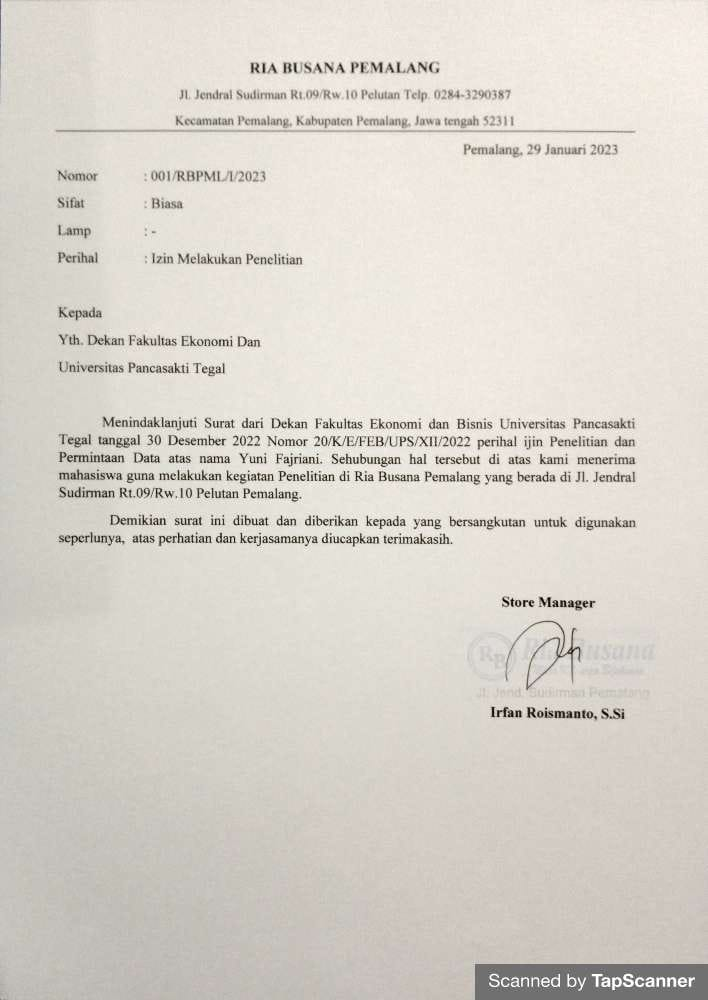 RIA BUSANA PEMALANG
Jl. Jendral Sudirman Rt.09/Rw.10 Pelutan Telp. 0284-3290387
Kecamatan Pemalang, Kabupaten Pemalang, Jawa tengah 52311
Pemalang, 29 Januari 2023
Nomor : 001/RBPML/I/2023
Sifat : Biasa
Lamp : -
Perihal : Izin Melakukan Penelitian
Kepada
Yth. Dekan Fakultas Ekonomi Dan
Universitas Pancasakti Tegal
Menindaklanjuti Surat dari Dekan Fakultas Ekonomi dan Bisnis Universitas Pancasakti
Tegal tanggal 30 Desember 2022 Nomor 20/K/E/FEB/UPS/XII/2022 perihal ijin Penelitian dan
Permintaan Data atas nama Yuni Fajriani. Sehubungan hal tersebut di atas kami menerima
mahasiswa guna melakukan kegiatan Penelitian di Ria Busana Pemalang yang berada di Jl. Jendral
Sudirman Rt.09/Rw.10 Pelutan Pemalang.
Demikian surat ini dibuat dan diberikan kepada yang bersangkutan untuk digunakan
seperlunya, atas perhatian dan kerjasamanya diucapkan terimakasih.
Store Manager
RB Ria Busana
Jl. Jend. Sudirman Pemalang
Irfan Roismanto, S.Si
Scanned by TapScanner